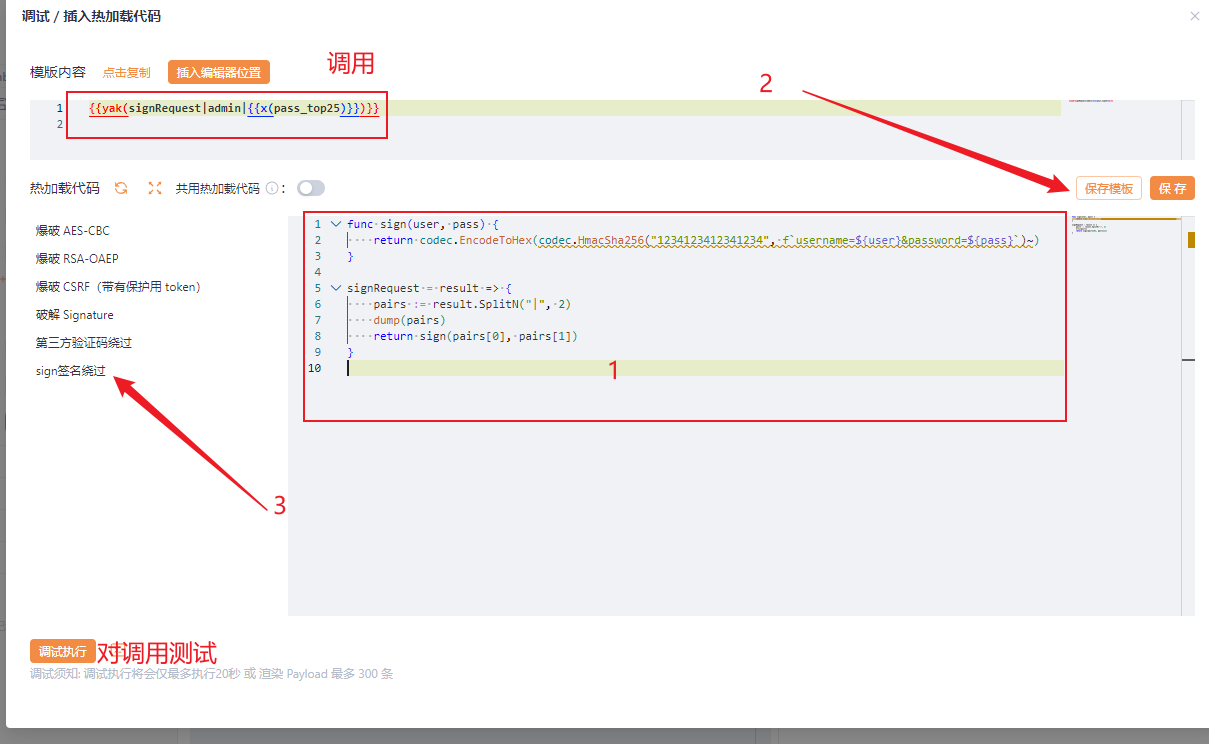 调试 / 插入热加载代码
模版内容 点击复制 插入编辑器位置 调用
2
1 {{yak(signRequest|admin|{{x(pass_top25)}})}}
2
热加载代码 共用热加载代码 : 保存模板 保存
爆破 AES-CBC
爆破 RSA-OAEP
爆破 CSRF（带有保护用 token）
破解 Signature
第三方验证码绕过
sign签名绕过
1 func sign(user, pass) {
2 return codec.EncodeToHex(codec.HmacSha256("1234123412341234", f`username=${user}&password=${pass}`)~)
3 }
4
5 signRequest = result => {
6 pairs := result.SplitN("|", 2)
7 dump(pairs)
8 return sign(pairs[0], pairs[1])
9 }
10
1
3
调试执行 对调用测试
调试须知: 调试执行将会仅最多执行20秒 或 渲染 Payload 最多 300 条